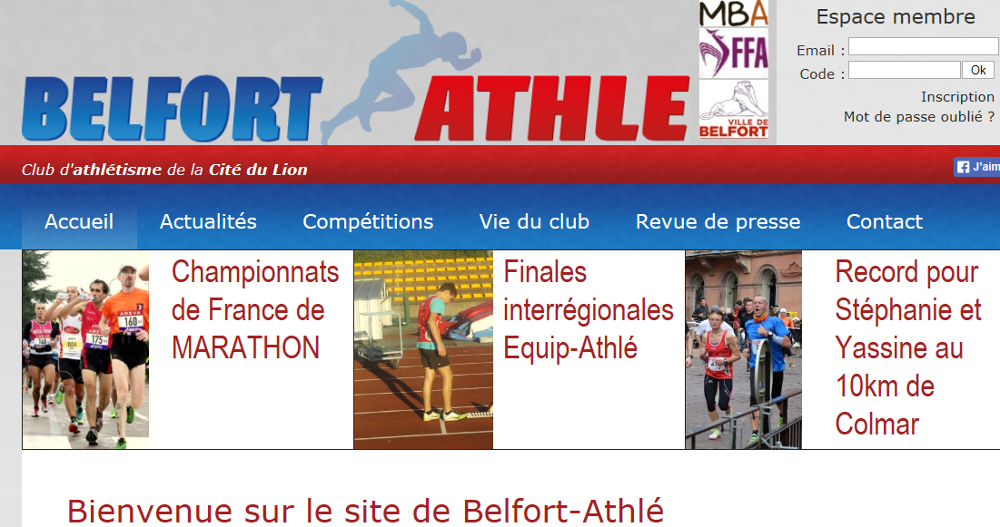 BELFORT ATHLE
MBA
FFA
VILLE DE
BELFORT
Espace membre
Email :
Code :
Ok
Inscription
Mot de passe oublié ?
Club d'athlétisme de la Cité du Lion
J'aim
Accueil
Actualités
Compétitions
Vie du club
Revue de presse
Contact
AREVA
160
175
Championnats
de France de
MARATHON
Finales
interrégionales
Equip-Athlé
Record pour
Stéphanie et
Yassine au
10km de
Colmar
Bienvenue sur le site de Belfort-Athlé